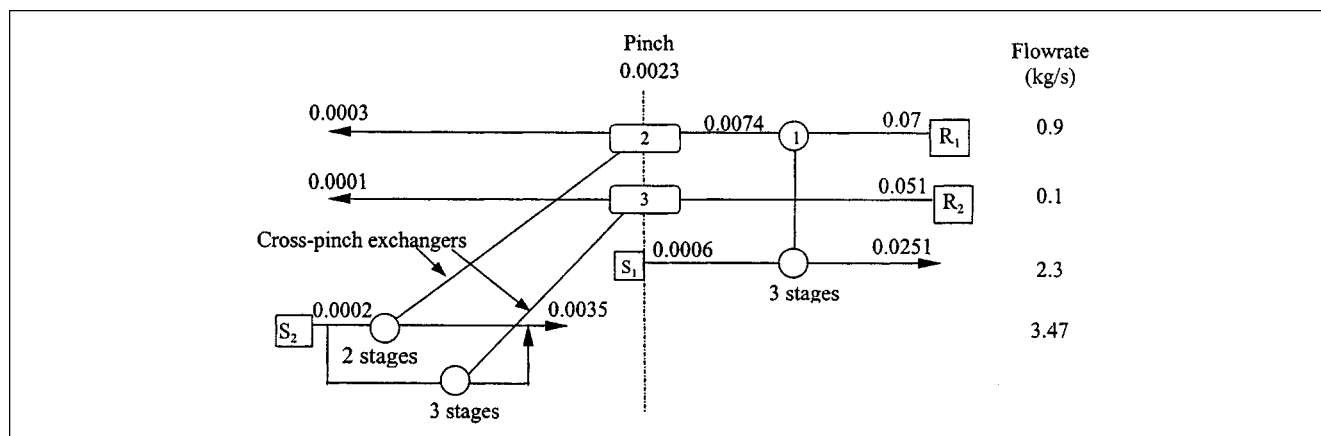 Pinch
0.0023
Flowrate
(kg/s)
0.0003
2
0.0074
1
0.07
R₁
0.9
0.0001
3
0.051
R₂
0.1
Cross-pinch exchangers
S₁
0.0006
0.0251
3 stages
2.3
S₂
0.0002
0.0035
2 stages
3.47
3 stages